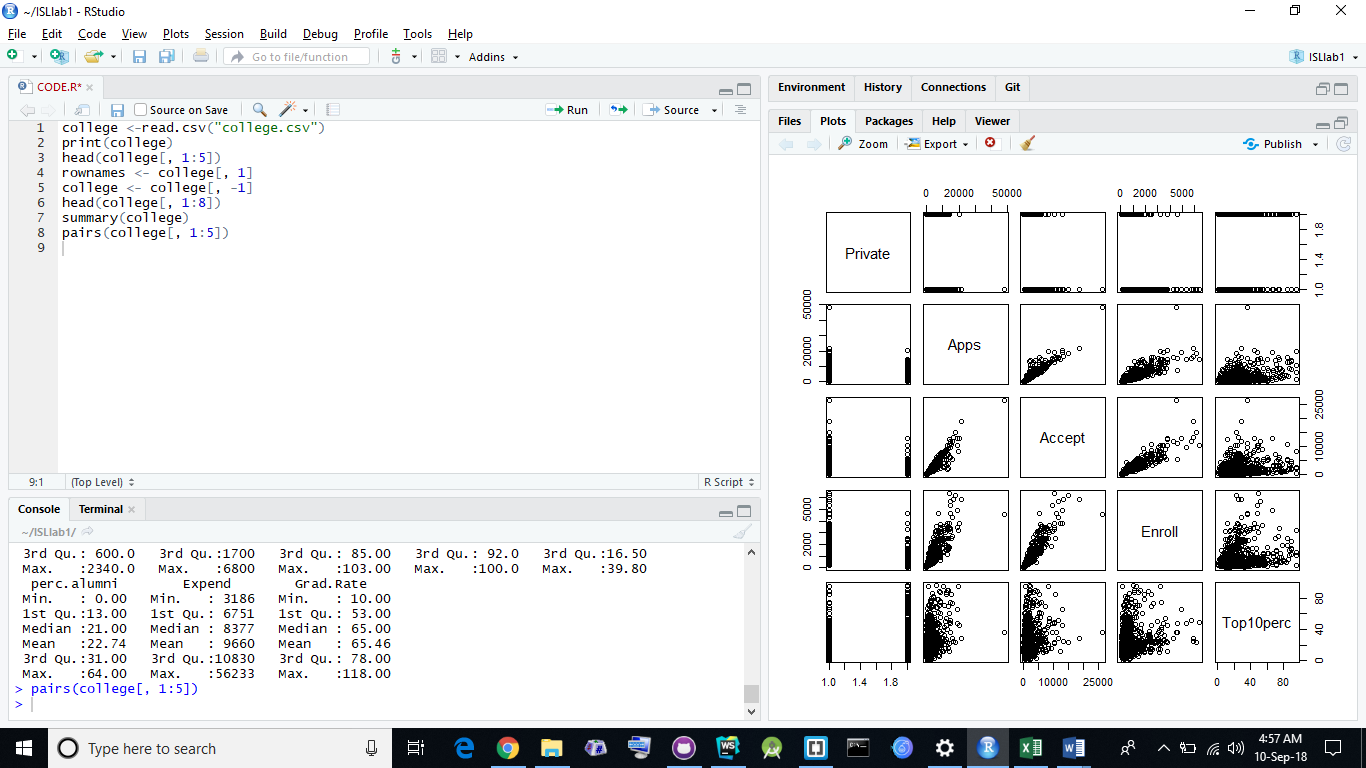 ~/ISLlab1 - RStudio
File Edit Code View Plots Session Build Debug Profile Tools Help
Go to file/function Addins ISLlab1
CODE.R*
Source on Save Run Source
1 college <-read.csv("college.csv")
2 print(college)
3 head(college[, 1:5])
4 rownames <- college[, 1]
5 college <- college[, -1]
6 head(college[, 1:8])
7 summary(college)
8 pairs(college[, 1:5])
9
9:1 (Top Level) R Script
Console Terminal
~/ISLlab1/
3rd Qu.: 600.0 3rd Qu.:1700 3rd Qu.: 85.00 3rd Qu.: 92.0 3rd Qu.:16.50
Max. :2340.0 Max. :6800 Max. :103.00 Max. :100.0 Max. :39.80
perc.alumni Expend Grad.Rate
Min. : 0.00 Min. : 3186 Min. : 10.00
1st Qu.:13.00 1st Qu.: 6751 1st Qu.: 53.00
Median :21.00 Median : 8377 Median : 65.00
Mean :22.74 Mean : 9660 Mean : 65.46
3rd Qu.:31.00 3rd Qu.:10830 3rd Qu.: 78.00
Max. :64.00 Max. :56233 Max. :118.00
> pairs(college[, 1:5])
>
Environment History Connections Git
Files Plots Packages Help Viewer
Zoom Export Publish
0 20000 50000 0 2000 5000
Private
1.0 1.4 1.8
0 20000 50000
Apps
Accept
0 10000 25000
0 2000 5000
Enroll
Top10perc
0 40 80
1.0 1.4 1.8 0 10000 25000 0 40 80
Type here to search
4:57 AM
10-Sep-18